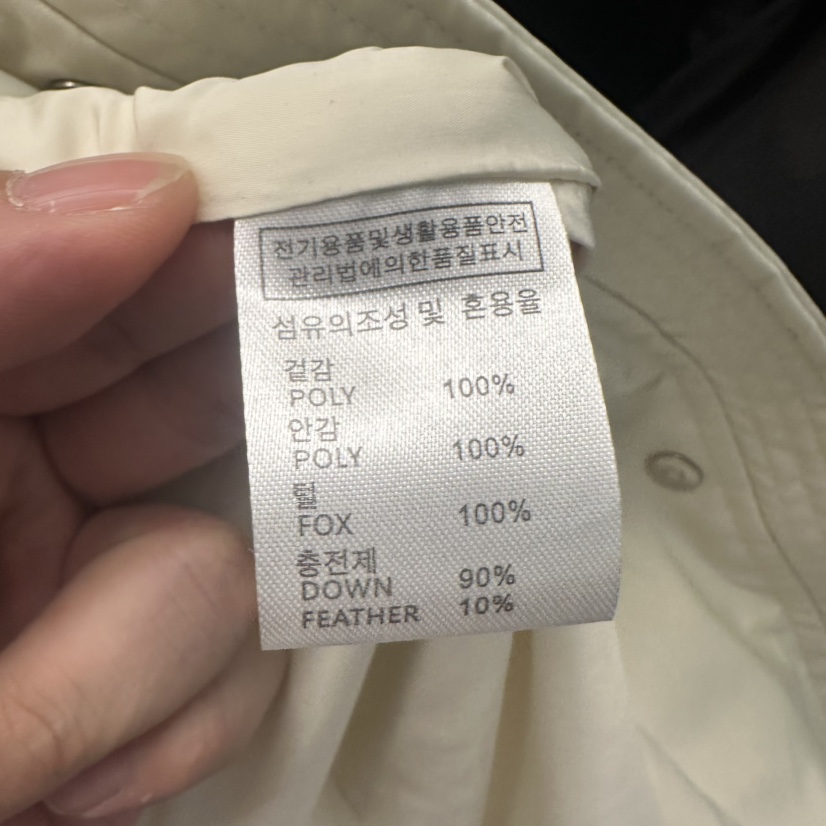 전기용품및생활용품안전
관리법에의한품질표시
섬유의조성 및 혼용율
겉감
POLY 100%
안감
POLY 100%
FOX 100%
충전제
DOWN 90%
FEATHER 10%